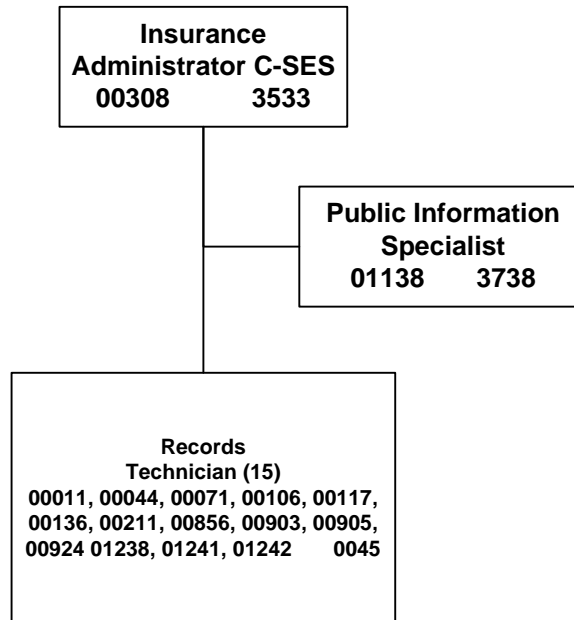 Insurance
Administrator C-SES
00308 3533
Public Information
Specialist
01138 3738
Records
Technician (15)
00011, 00044, 00071, 00106, 00117,
00136, 00211, 00856, 00903, 00905,
00924 01238, 01241, 01242 0045